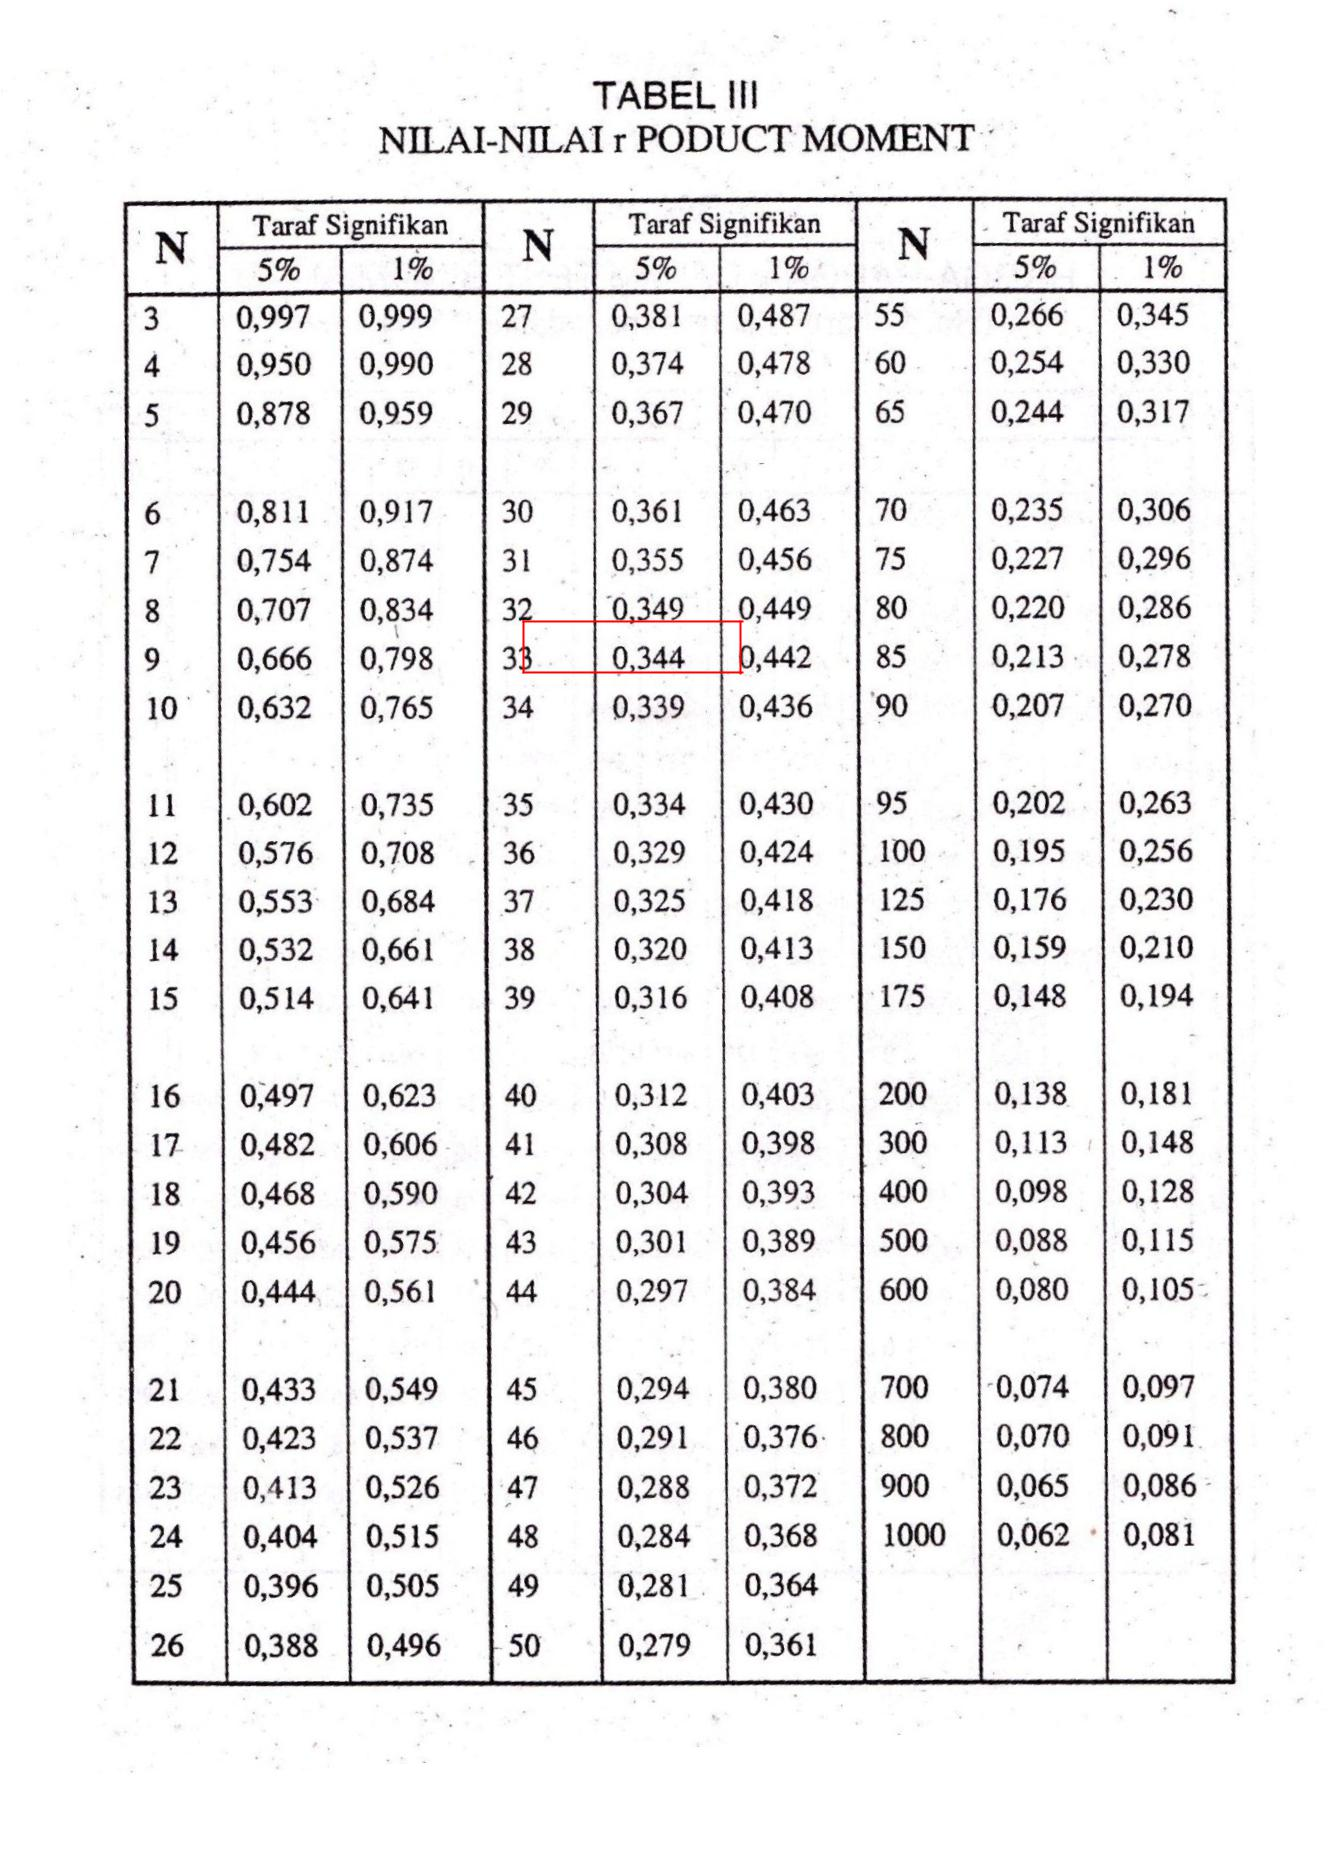 TABEL III
NILAI-NILAI r PODUCT MOMENT
N Taraf Signifikan N Taraf Signifikan N Taraf Signifikan
5% 1% 5% 1% 5% 1%
3 0,997 0,999 27 0,381 0,487 55 0,266 0,345
4 0,950 0,990 28 0,374 0,478 60 0,254 0,330
5 0,878 0,959 29 0,367 0,470 65 0,244 0,317
6 0,811 0,917 30 0,361 0,463 70 0,235 0,306
7 0,754 0,874 31 0,355 0,456 75 0,227 0,296
8 0,707 0,834 32 0,349 0,449 80 0,220 0,286
9 0,666 0,798 33 0,344 0,442 85 0,213 0,278
10 0,632 0,765 34 0,339 0,436 90 0,207 0,270
11 0,602 0,735 35 0,334 0,430 95 0,202 0,263
12 0,576 0,708 36 0,329 0,424 100 0,195 0,256
13 0,553 0,684 37 0,325 0,418 125 0,176 0,230
14 0,532 0,661 38 0,320 0,413 150 0,159 0,210
15 0,514 0,641 39 0,316 0,408 175 0,148 0,194
16 0,497 0,623 40 0,312 0,403 200 0,138 0,181
17 0,482 0,606 41 0,308 0,398 300 0,113 0,148
18 0,468 0,590 42 0,304 0,393 400 0,098 0,128
19 0,456 0,575 43 0,301 0,389 500 0,088 0,115
20 0,444 0,561 44 0,297 0,384 600 0,080 0,105
21 0,433 0,549 45 0,294 0,380 700 0,074 0,097
22 0,423 0,537 46 0,291 0,376 800 0,070 0,091
23 0,413 0,526 47 0,288 0,372 900 0,065 0,086
24 0,404 0,515 48 0,284 0,368 1000 0,062 0,081
25 0,396 0,505 49 0,281 0,364
26 0,388 0,496 50 0,279 0,361